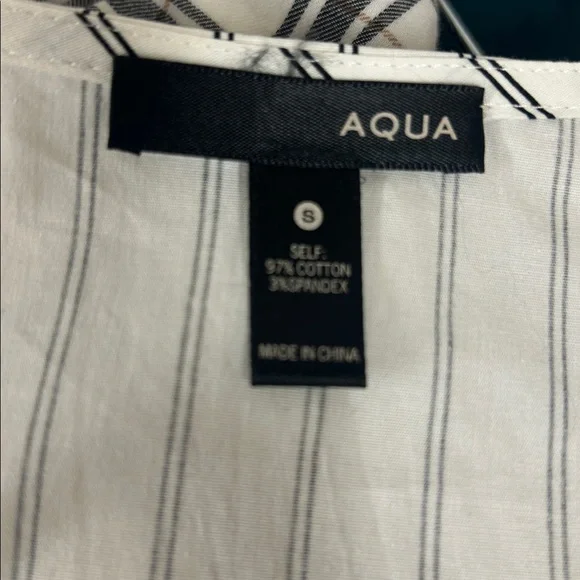 AQUA
S
SELF:
97% COTTON
3%SPANDEX
MADE IN CHINA